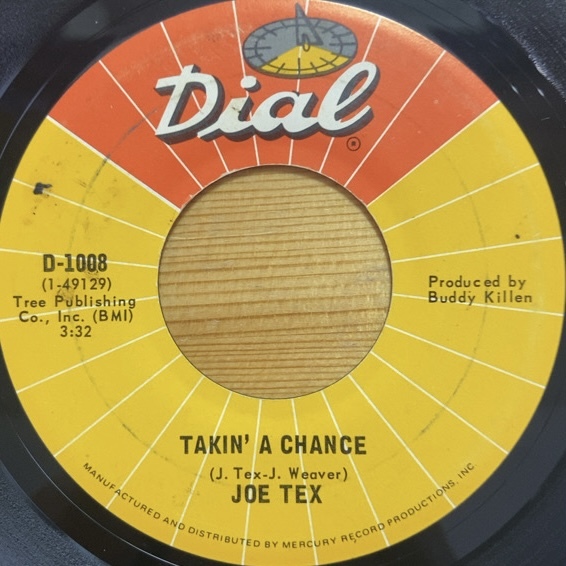 Dial
®
D-1008
(1-49129)
Tree Publishing
Co., Inc. (BMI)
3:32
Produced by
Buddy Killen
TAKIN' A CHANCE
(J. Tex-J. Weaver)
JOE TEX
MANUFACTURED AND DISTRIBUTED BY MERCURY RECORD PRODUCTIONS, INC